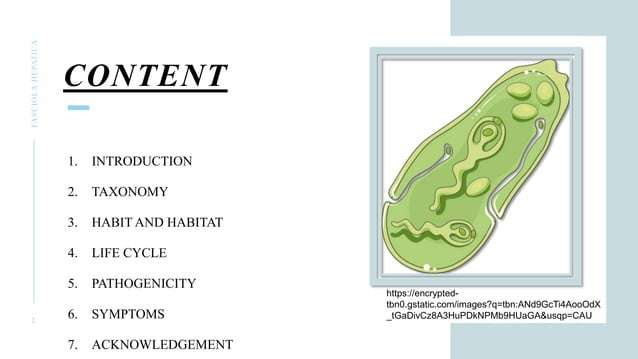 FASCIOLA HEPATICA
CONTENT
1. INTRODUCTION
2. TAXONOMY
3. HABIT AND HABITAT
4. LIFE CYCLE
5. PATHOGENICITY
6. SYMPTOMS
7. ACKNOWLEDGEMENT
https://encrypted-
tbn0.gstatic.com/images?q=tbn:ANd9GcTi4AooOdX
_tGaDivCz8A3HuPDkNPMb9HUaGA&usqp=CAU